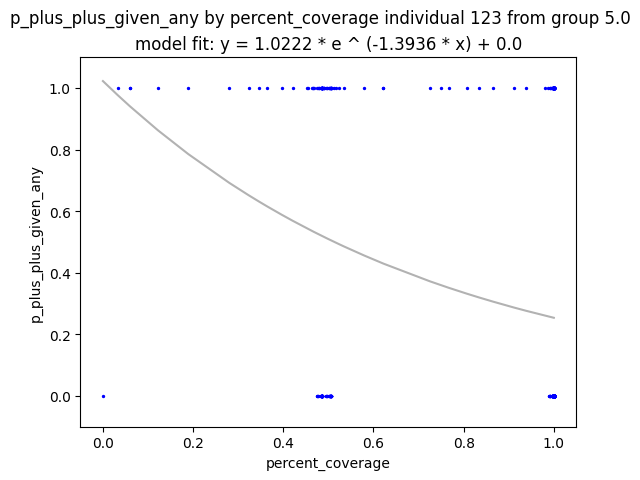 p_plus_plus_given_any by percent_coverage individual 123 from group 5.0
model fit: y = 1.0222 * e ^ (-1.3936 * x) + 0.0
1.0
0.8
0.6
0.4
0.2
0.0
p_plus_plus_given_any
0.0 0.2 0.4 0.6 0.8 1.0
percent_coverage